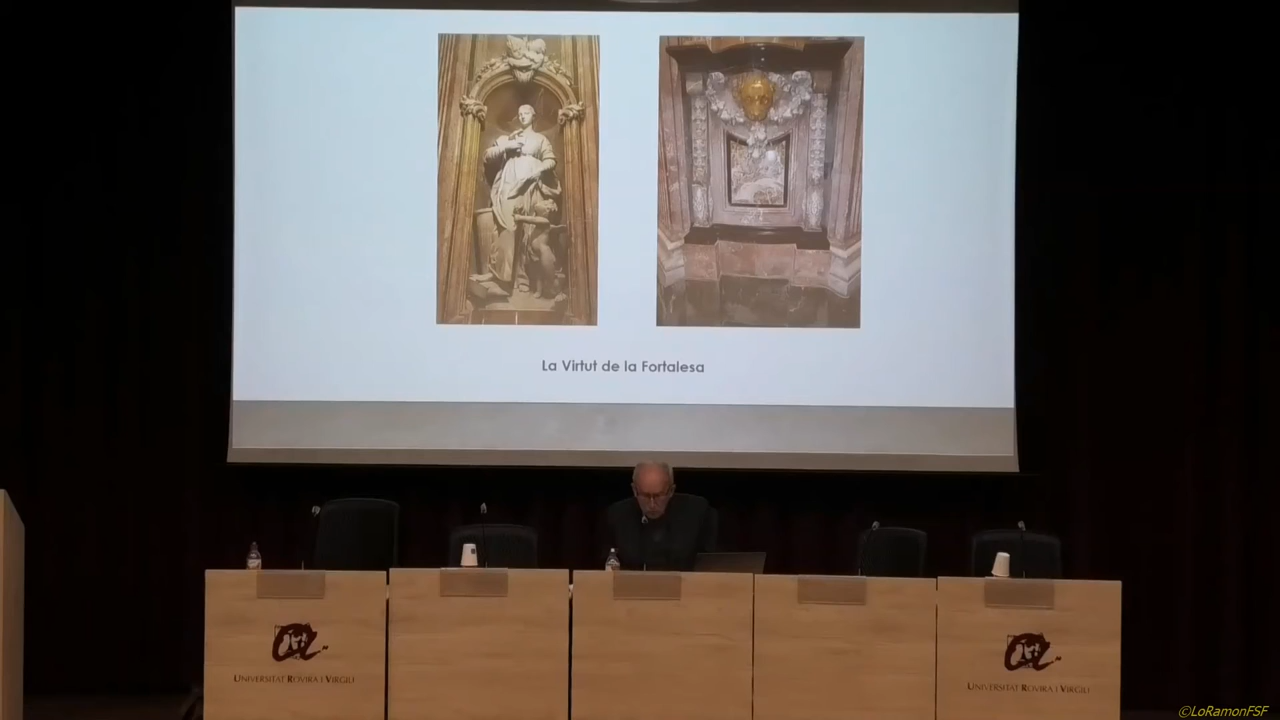 La Virtut de la Fortalesa
UNIVERSITAT ROVIRA I VIRGILI
UNIVERSITAT ROVIRA I VIRGILI
©LoRamonFSF